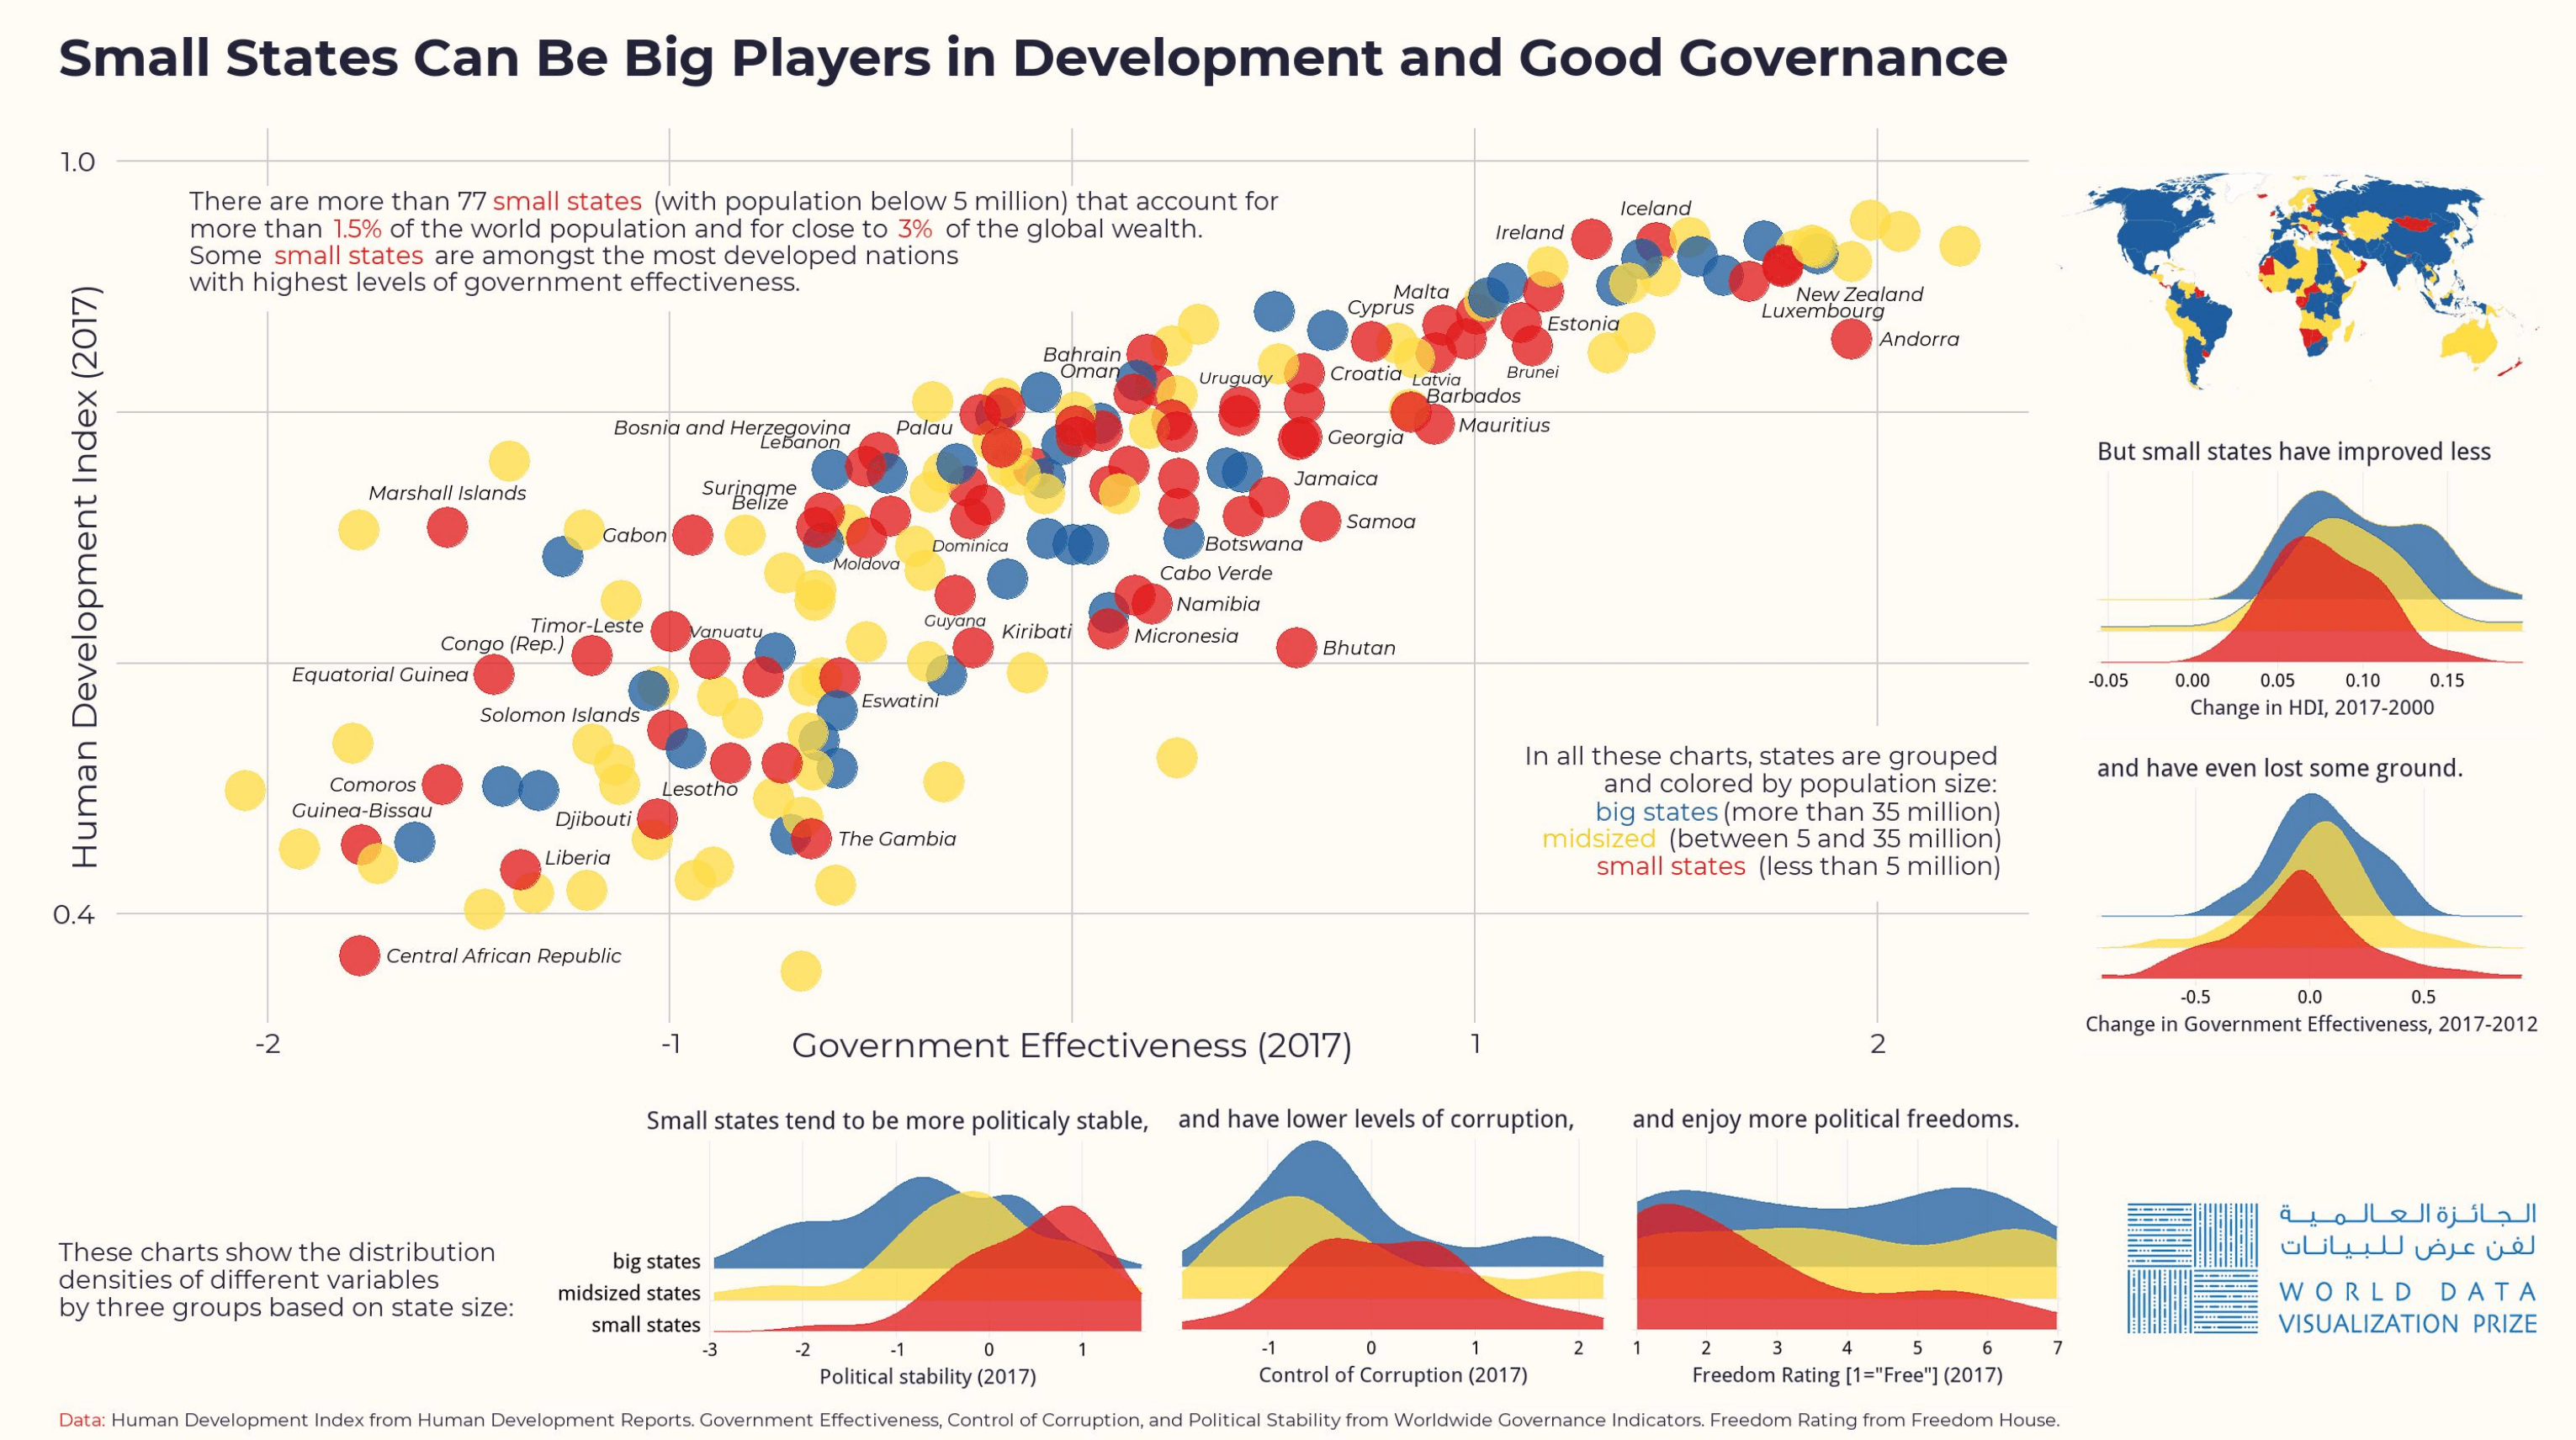 Small States Can Be Big Players in Development and Good Governance
1.0
There are more than 77 small states (with population below 5 million) that account for
more than 1.5% of the world population and for close to 3% of the global wealth.
Some small states are amongst the most developed nations
with highest levels of government effectiveness.
Human Development Index (2017)
0.4
Iceland
Ireland
Malta
Cyprus
New Zealand
Luxembourg
Estonia
Andorra
Bahrain
Oman
Uruguay
Croatia
Latvia
Brunei
Barbados
Mauritius
Bosnia and Herzegovina
Lebanon
Palau
Georgia
Marshall Islands
Suriname
Belize
Jamaica
Samoa
Gabon
Dominica
Botswana
Moldova
Cabo Verde
Namibia
Guyana
Timor-Leste
Vanuatu
Kiribati
Micronesia
Congo (Rep.)
Bhutan
Equatorial Guinea
Eswatini
Solomon Islands
Comoros
Lesotho
Guinea-Bissau
Djibouti
The Gambia
Liberia
Central African Republic
In all these charts, states are grouped
and colored by population size:
big states (more than 35 million)
midsized (between 5 and 35 million)
small states (less than 5 million)
-2
-1
Government Effectiveness (2017)
1
2
But small states have improved less
-0.05 0.00 0.05 0.10 0.15
Change in HDI, 2017-2000
and have even lost some ground.
-0.5 0.0 0.5
Change in Government Effectiveness, 2017-2012
These charts show the distribution
densities of different variables
by three groups based on state size:
Small states tend to be more politicaly stable,
big states
midsized states
small states
-3 -2 -1 0 1
Political stability (2017)
and have lower levels of corruption,
-1 0 1 2
Control of Corruption (2017)
and enjoy more political freedoms.
1 2 3 4 5 6 7
Freedom Rating [1="Free"] (2017)
الجائزة العالمية
لفن عرض للبيانات
WORLD DATA
VISUALIZATION PRIZE
Data: Human Development Index from Human Development Reports. Government Effectiveness, Control of Corruption, and Political Stability from Worldwide Governance Indicators. Freedom Rating from Freedom House.